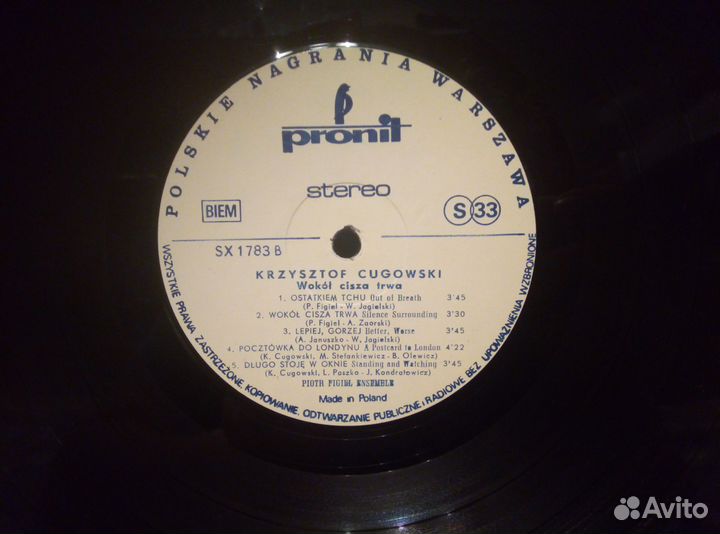 POLSKIE NAGRANIA WARSZAWA
pronit
stereo
BIEM
S 33
SX 1783 B
KRZYSZTOF CUGOWSKI
Wokół cisza trwa
1. OSTATKIEM TCHU Out of Breath 3'45
(P. Figiel - W. Jagielski)
2. WOKÓŁ CISZA TRWA Silence Surrounding 3'30
(P. Figiel - A. Zaorski)
3. LEPIEJ, GORZEJ Better, Worse 3'45
(A. Januszko - W. Jagielski)
4. POCZTÓWKA DO LONDYNU A Postcard to London 4'22
(K. Cugowski, M. Stefankiewicz - B. Olewicz)
5. DŁUGO STOJĘ W OKNIE Standing and Watching 3'45
(K. Cugowski, L. Paszko - J. Kondratowicz)
PIOTR FIGIEL ENSEMBLE
Made in Poland
WSZYSTKIE PRAWA ZASTRZEŻONE. KOPIOWANIE, ODTWARZANIE PUBLICZNE I RADIOWE BEZ UPOWAŻNIENIA WZBRONIONE
Avito